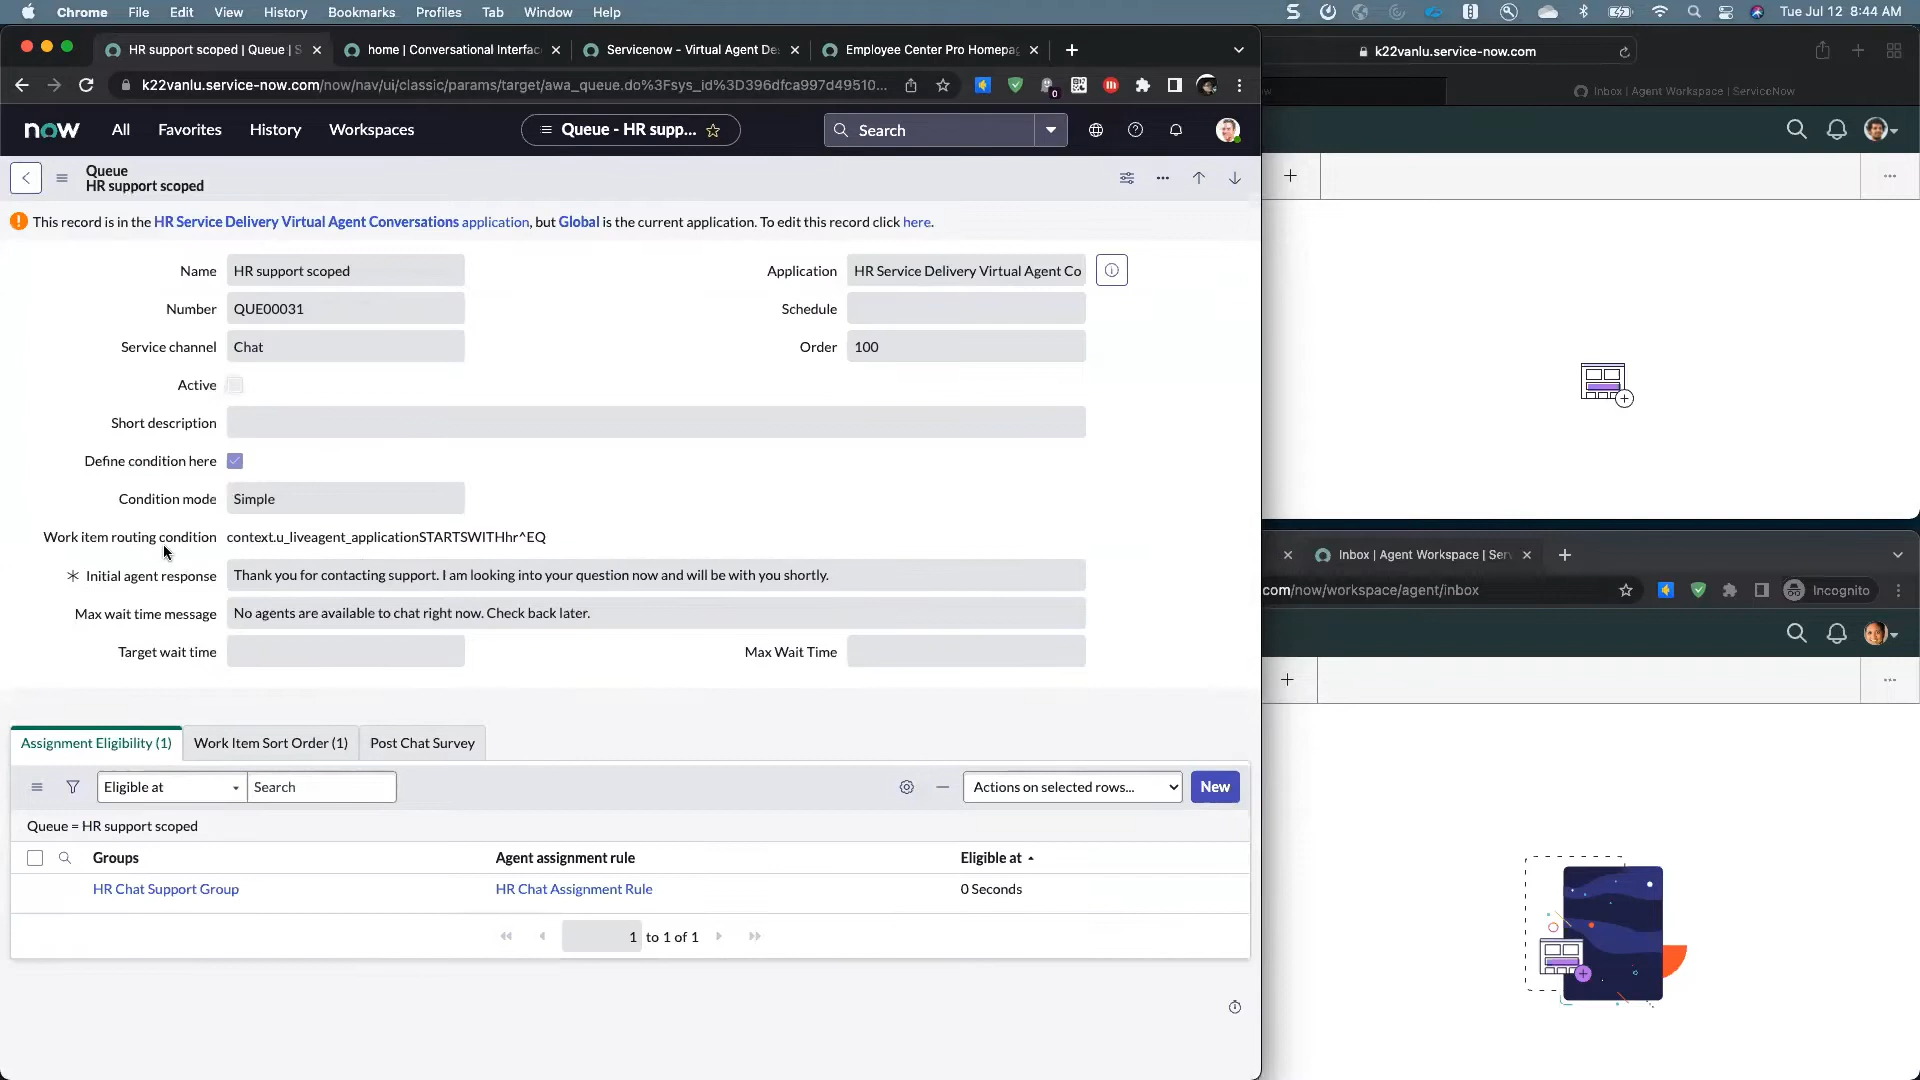 Chrome File Edit View History Bookmarks Profiles Tab Window Help
Tue Jul 12 8:44 AM
HR support scoped | Queue | S
home | Conversational Interfac
Servicenow - Virtual Agent De
Employee Center Pro Homepag
k22vanlu.service-now.com/now/nav/ui/classic/params/target/awa_queue.do%3Fsys_id%3D396dfca997d49510...
0
k22vanlu.service-now.com
Inbox | Agent Workspace | ServiceNow
now All Favorites History Workspaces
Queue - HR supp...
Search
Queue
HR support scoped
This record is in the HR Service Delivery Virtual Agent Conversations application, but Global is the current application. To edit this record click here.
Name HR support scoped
Application HR Service Delivery Virtual Agent Co
Number QUE00031
Schedule
Service channel Chat
Order 100
Active
Short description
Define condition here
Condition mode Simple
Work item routing condition context.u_liveagent_applicationSTARTSWITHhr^EQ
Initial agent response Thank you for contacting support. I am looking into your question now and will be with you shortly.
Max wait time message No agents are available to chat right now. Check back later.
Target wait time
Max Wait Time
Assignment Eligibility (1) Work Item Sort Order (1) Post Chat Survey
Eligible at Search Actions on selected rows... New
Queue = HR support scoped
Groups Agent assignment rule Eligible at
HR Chat Support Group HR Chat Assignment Rule 0 Seconds
1 to 1 of 1
Inbox | Agent Workspace | Ser
com/now/workspace/agent/inbox
Incognito